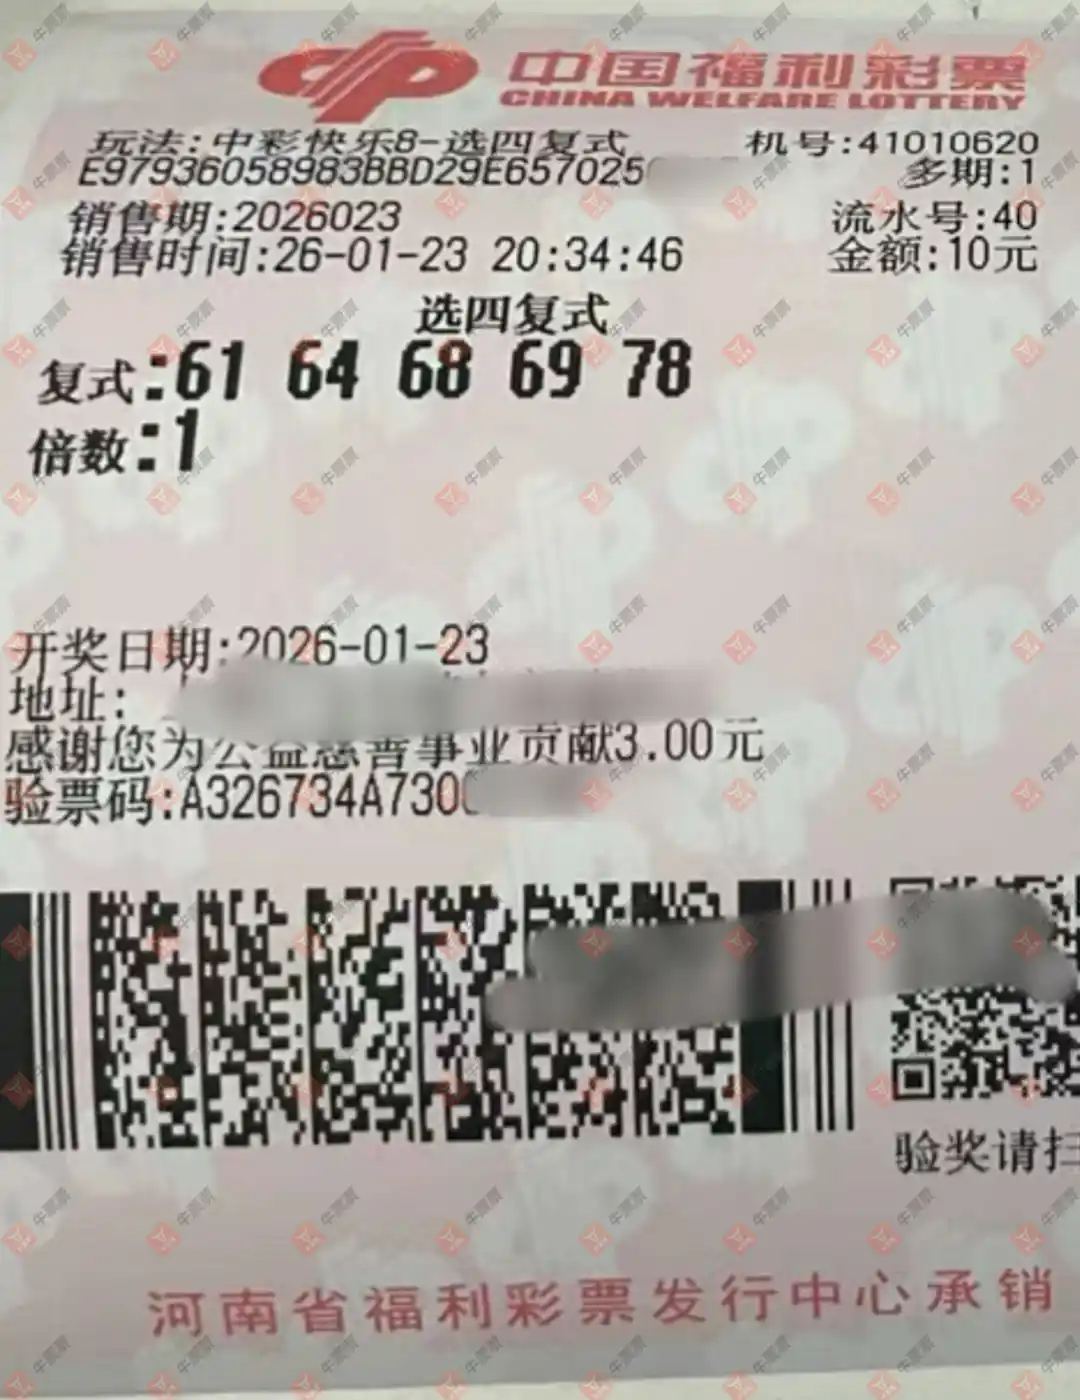 中国福利彩票
CHINA WELFARE LOTTERY
玩法:中彩快乐8-选四复式 机号:41010620
E97936058983BBD29E657025 多期:1
销售期:2026023 流水号:40
销售时间:26-01-23 20:34:46 金额:10元
选四复式
复式:61 64 68 69 78
倍数:1
开奖日期:2026-01-23
地址:
感谢您为公益慈善事业贡献3.00元
验票码:A326734A730
验奖请扫
河南省福利彩票发行中心承销
牛票票